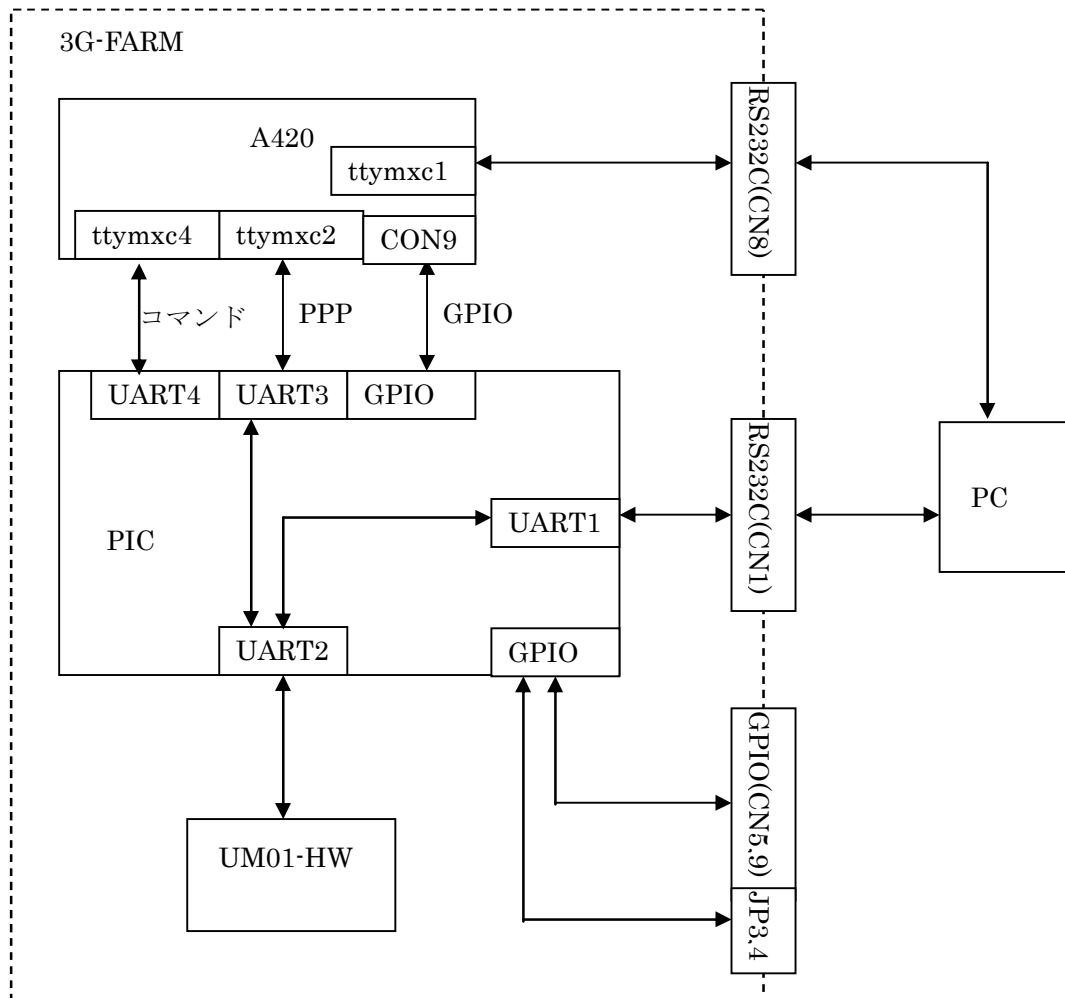 3G-FARM
A420
ttymxc1
ttymxc4
ttymxc2
CON9
RS232C(CN8)
コマンド
PPP
GPIO
UART4
UART3
GPIO
UART1
RS232C(CN1)
PC
PIC
UART2
GPIO
GPIO(CN5.9)
UM01-HW
JP3.4